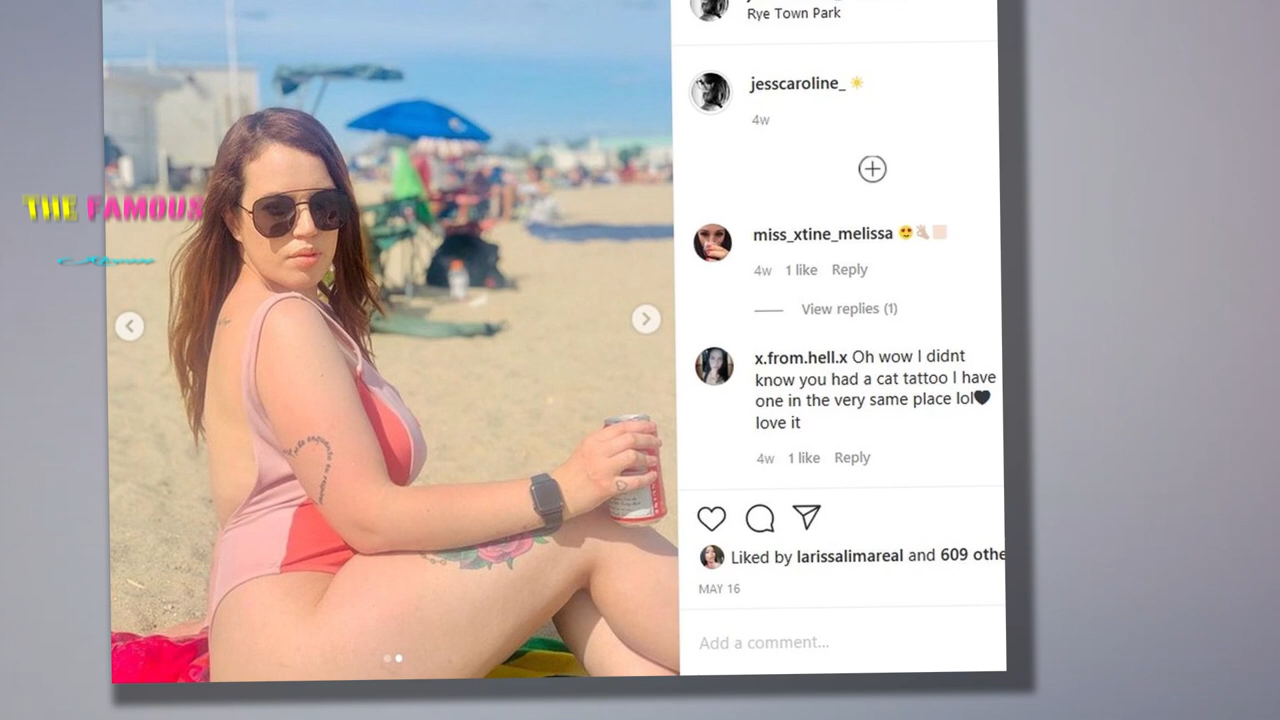 Rye Town Park
jesscaroline_ ☀
4w
THE FAMOUS
miss_xtine_melissa 😍👌🏻🏻
4w 1 like Reply
View replies (1)
x.from.hell.x Oh wow I didnt
know you had a cat tattoo I have
one in the very same place lol🖤
love it
4w 1 like Reply
Liked by larissalimareal and 609 othe
MAY 16
Add a comment...